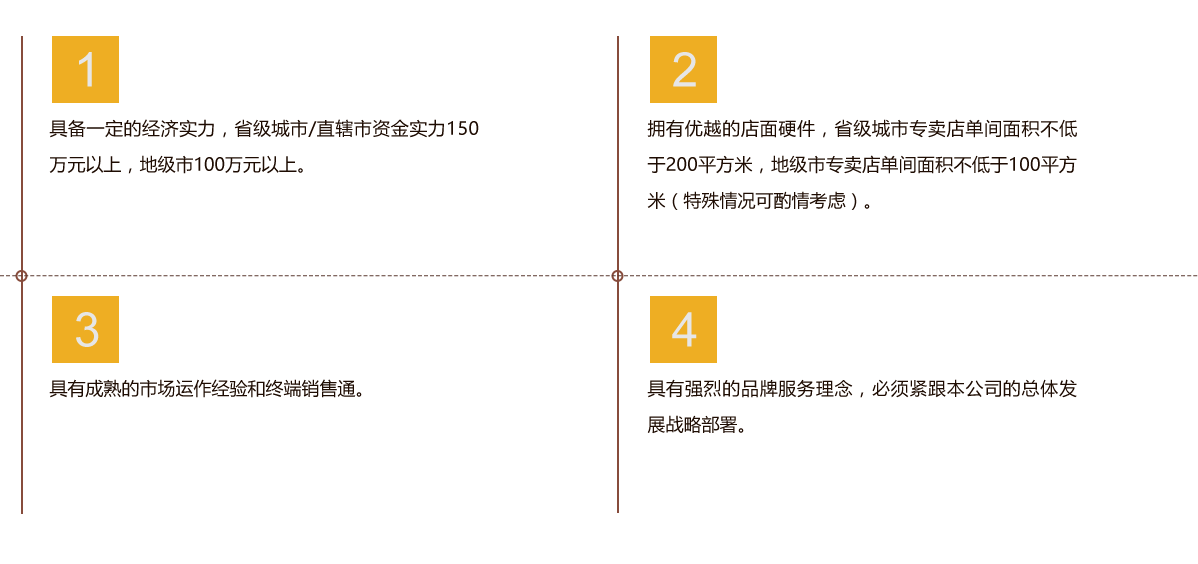 1
具备一定的经济实力，省级城市/直辖市资金实力150
万元以上，地级市100万元以上。
2
拥有优越的店面硬件，省级城市专卖店单间面积不低
于200平方米，地级市专卖店单间面积不低于100平方
米（特殊情况可酌情考虑）。
3
具有成熟的市场运作经验和终端销售通。
4
具有强烈的品牌服务理念，必须紧跟本公司的总体发
展战略部署。